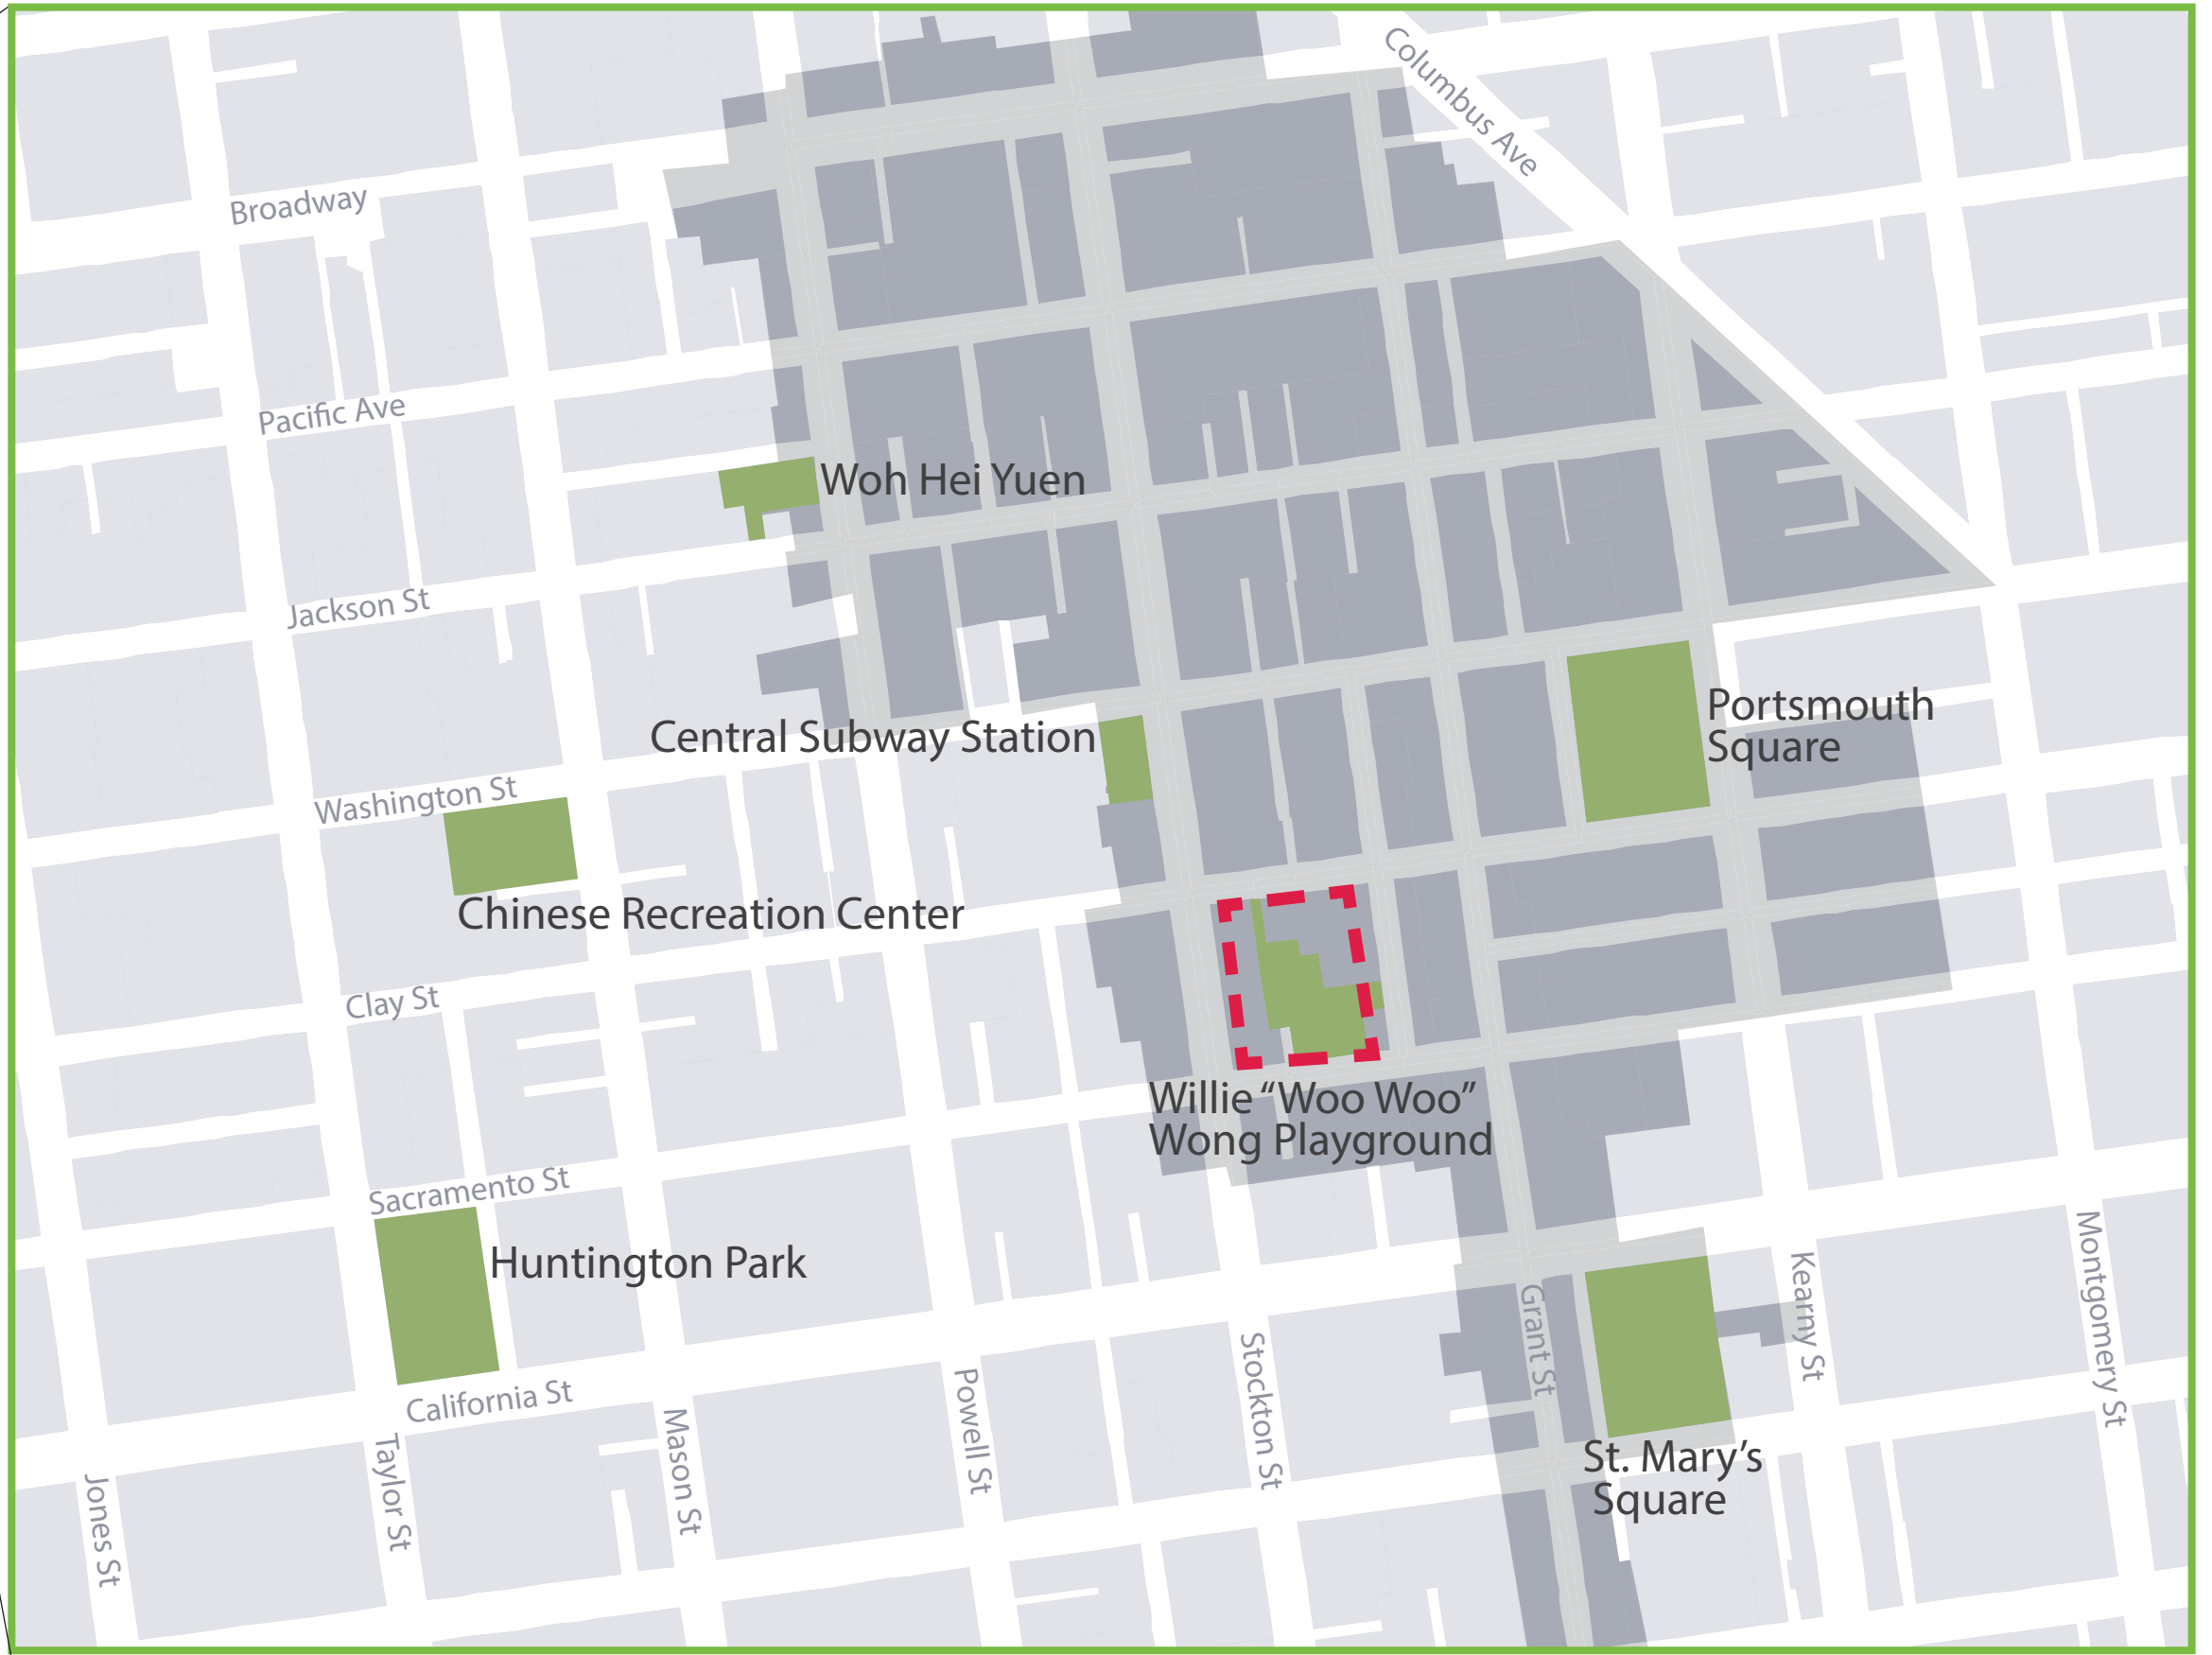 Columbus Ave
Broadway
Pacific Ave
Woh Hei Yuen
Jackson St
Portsmouth
Square
Central Subway Station
Washington St
Chinese Recreation Center
Clay St
Willie “Woo Woo”
Wong Playground
Sacramento St
Huntington Park
California St
Jones St
Taylor St
Mason St
Powell St
Stockton St
Grant St
Kearny St
Montgomery St
St. Mary’s
Square